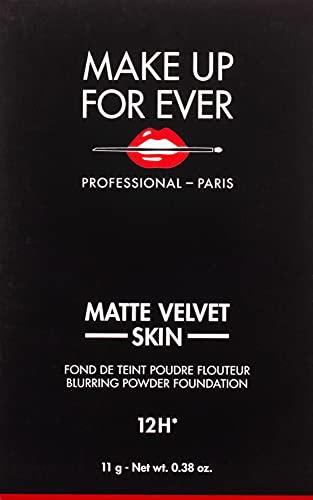 MAKE UP
FOR EVER
PROFESSIONAL – PARIS
MATTE VELVET
SKIN
FOND DE TEINT POUDRE FLOUTEUR
BLURRING POWDER FOUNDATION
12H*
11 g - Net wt. 0.38 oz.